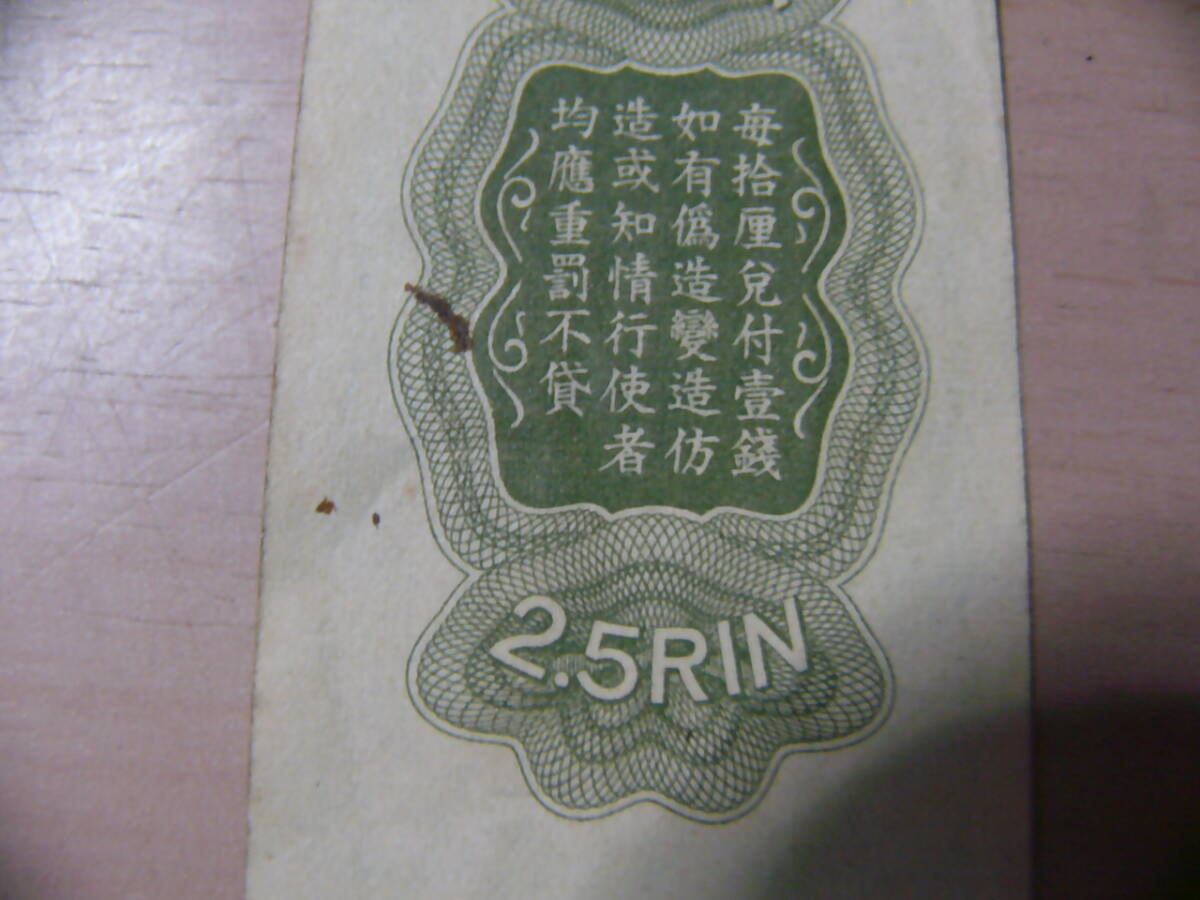 每拾厘兌付壹錢
如有僞造變造仿
造或知情行使者
均應重罰不貸
2.5RIN